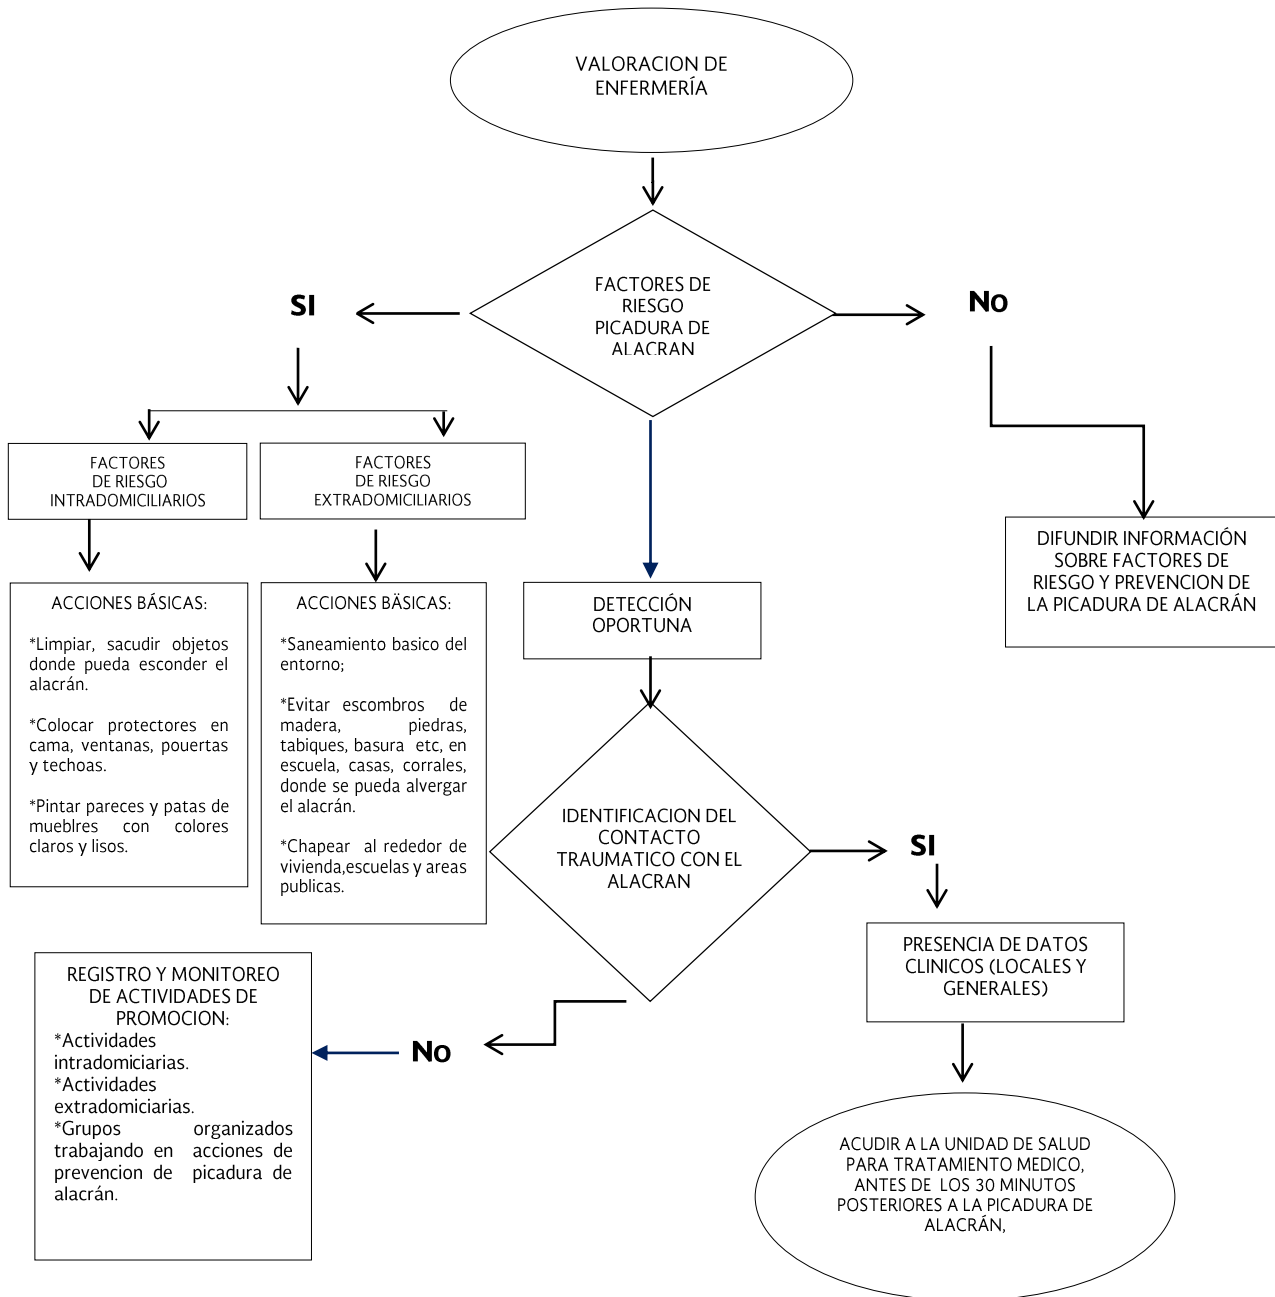 VALORACION DE
ENFERMERÍA
FACTORES DE
RIESGO
PICADURA DE
ALACRAN
SI
No
FACTORES
DE RIESGO
INTRADOMICILIARIOS
FACTORES
DE RIESGO
EXTRADOMICILIARIOS
DIFUNDIR INFORMACIÓN
SOBRE FACTORES DE
RIESGO Y PREVENCION DE
LA PICADURA DE ALACRÁN
ACCIONES BÁSICAS:
*Limpiar, sacudir objetos
donde pueda esconder el
alacrán.
*Colocar protectores en
cama, ventanas, pouertas
y techoas.
*Pintar pareces y patas de
mueblres con colores
claros y lisos.
ACCIONES BÄSICAS:
*Saneamiento basico del
entorno;
*Evitar escombros de
madera, piedras,
tabiques, basura etc, en
escuela, casas, corrales,
donde se pueda alvergar
el alacrán.
*Chapear al rededor de
vivienda,escuelas y areas
publicas.
DETECCIÓN
OPORTUNA
IDENTIFICACION DEL
CONTACTO
TRAUMATICO CON EL
ALACRAN
SI
PRESENCIA DE DATOS
CLINICOS (LOCALES Y
GENERALES)
No
REGISTRO Y MONITOREO
DE ACTIVIDADES DE
PROMOCION:
*Actividades
intradomiciarias.
*Actividades
extradomiciarias.
*Grupos organizados
trabajando en acciones de
prevencion de picadura de
alacrán.
ACUDIR A LA UNIDAD DE SALUD
PARA TRATAMIENTO MEDICO,
ANTES DE LOS 30 MINUTOS
POSTERIORES A LA PICADURA DE
ALACRÁN,